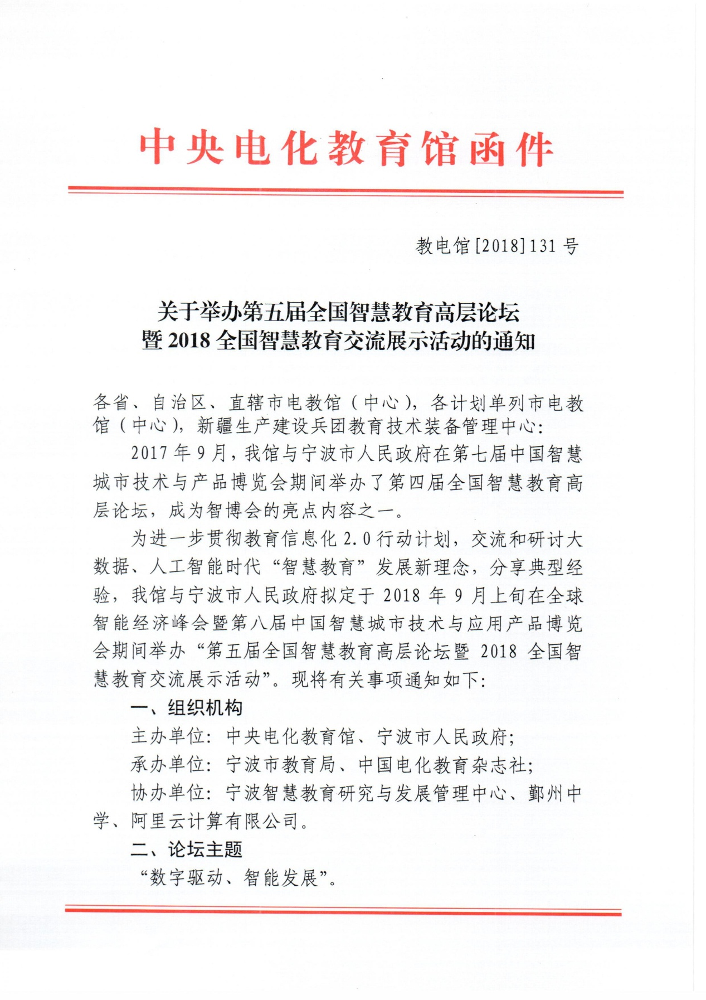 中央电化教育馆函件
教电馆[2018]131 号
关于举办第五届全国智慧教育高层论坛
暨 2018 全国智慧教育交流展示活动的通知
各省、自治区、直辖市电教馆（中心），各计划单列市电教
馆（中心），新疆生产建设兵团教育技术装备管理中心：
2017 年 9 月，我馆与宁波市人民政府在第七届中国智慧
城市技术与产品博览会期间举办了第四届全国智慧教育高
层论坛，成为智博会的亮点内容之一。
为进一步贯彻教育信息化 2.0 行动计划，交流和研讨大
数据、人工智能时代“智慧教育”发展新理念，分享典型经
验，我馆与宁波市人民政府拟定于 2018 年 9 月上旬在全球
智能经济峰会暨第八届中国智慧城市技术与应用产品博览
会期间举办“第五届全国智慧教育高层论坛暨 2018 全国智
慧教育交流展示活动”。现将有关事项通知如下：
一、组织机构
主办单位：中央电化教育馆、宁波市人民政府；
承办单位：宁波市教育局、中国电化教育杂志社；
协办单位：宁波智慧教育研究与发展管理中心、鄞州中
学、阿里云计算有限公司。
二、论坛主题
“数字驱动、智能发展”。